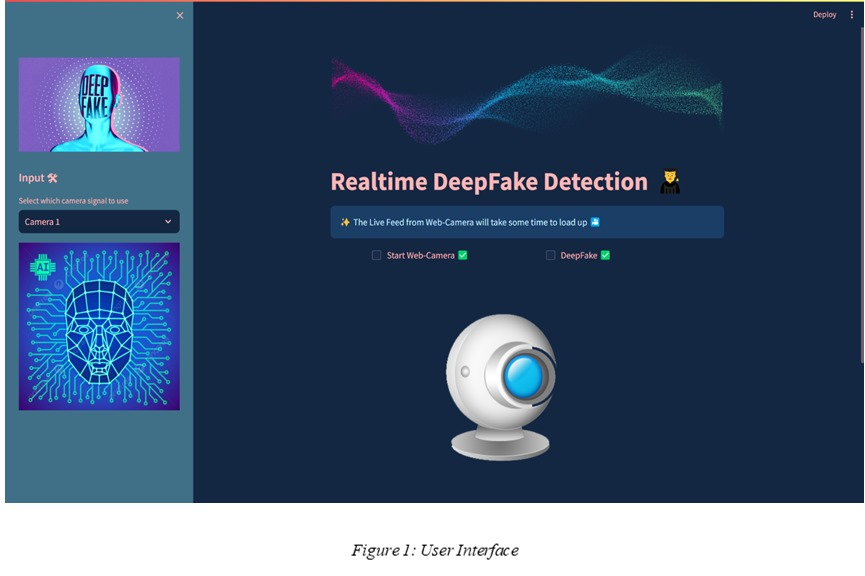 Deploy
DEEP
FAKE
Input
Select which camera signal to use
Camera 1
AI
Realtime DeepFake Detection
The Live Feed from Web-Camera will take some time to load up
Start Web-Camera
DeepFake
Figure 1: User Interface